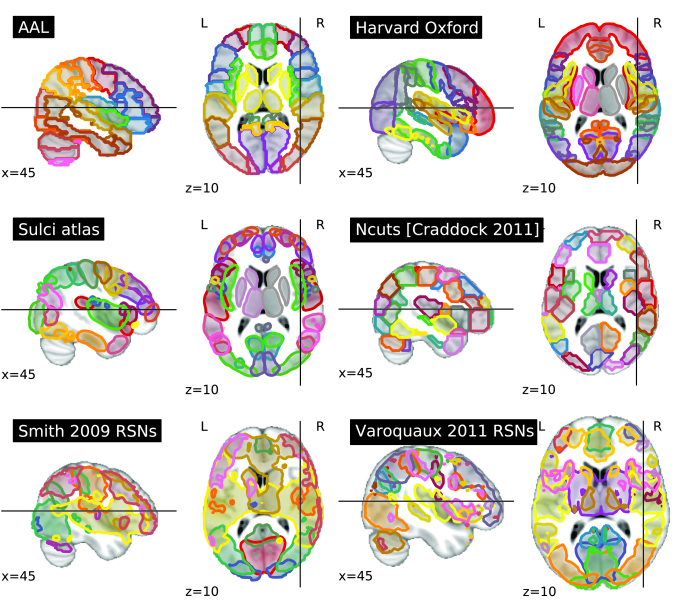 AAL
L R
x=45
z=10
Harvard Oxford
L R
x=45
z=10
Sulci atlas
L R
x=45
z=10
Ncuts [Craddock 2011]
L R
x=45
z=10
Smith 2009 RSNs
L R
x=45
z=10
Varoquaux 2011 RSNs
L R
x=45
z=10